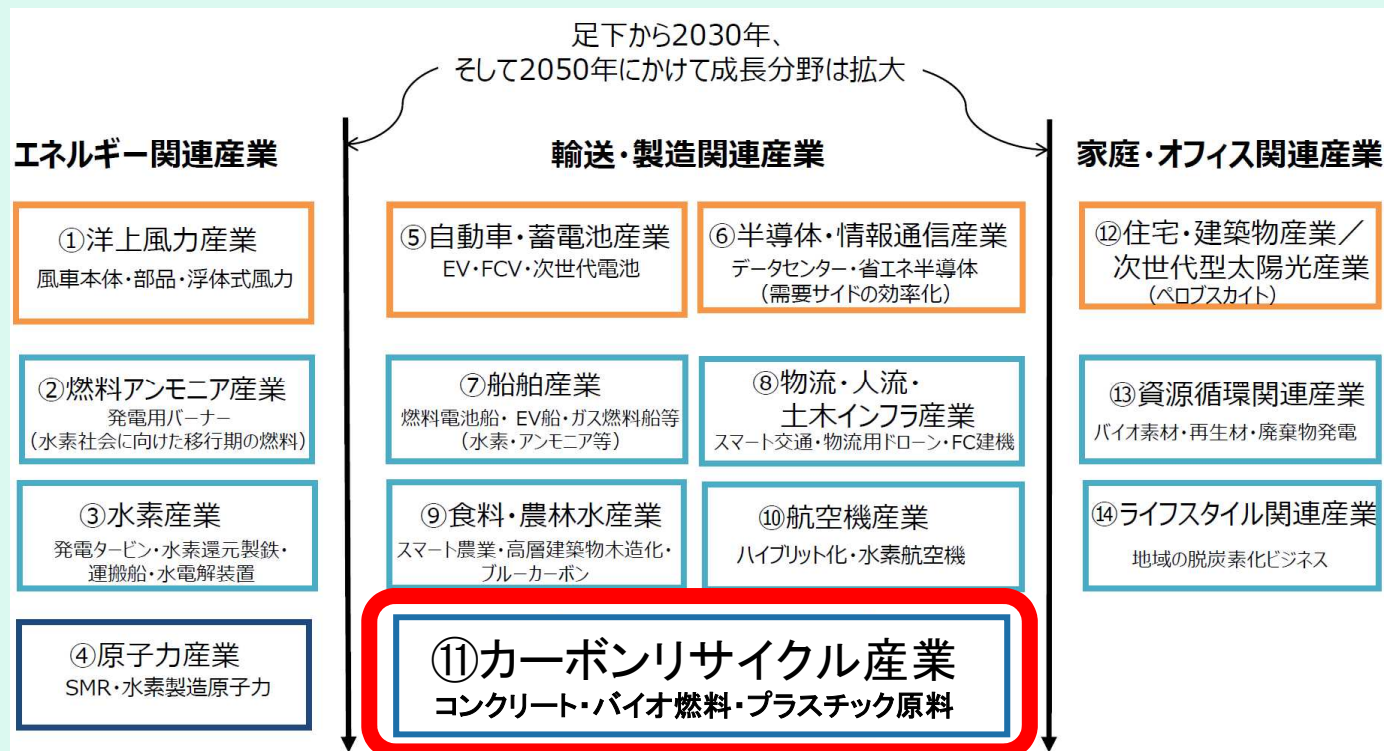 足下から2030年、
そして2050年にかけて成長分野は拡大
エネルギー関連産業
輸送・製造関連産業
家庭・オフィス関連産業
①洋上風力産業
風車本体・部品・浮体式風力
②燃料アンモニア産業
発電用バーナー
(水素社会に向けた移行期の燃料)
③水素産業
発電タービン・水素還元製鉄・
運搬船・水電解装置
④原子力産業
SMR・水素製造原子力
⑤自動車・蓄電池産業
EV・FCV・次世代電池
⑥半導体・情報通信産業
データセンター・省エネ半導体
(需要サイドの効率化)
⑦船舶産業
燃料電池船・ EV船・ガス燃料船等
(水素・アンモニア等)
⑧物流・人流・
土木インフラ産業
スマート交通・物流用ドローン・FC建機
⑨食料・農林水産業
スマート農業・高層建築物木造化・
ブルーカーボン
⑩航空機産業
ハイブリット化・水素航空機
⑪カーボンリサイクル産業
コンクリート・バイオ燃料・プラスチック原料
⑫住宅・建築物産業／
次世代型太陽光産業
(ペロブスカイト)
⑬資源循環関連産業
バイオ素材・再生材・廃棄物発電
⑭ライフスタイル関連産業
地域の脱炭素化ビジネス